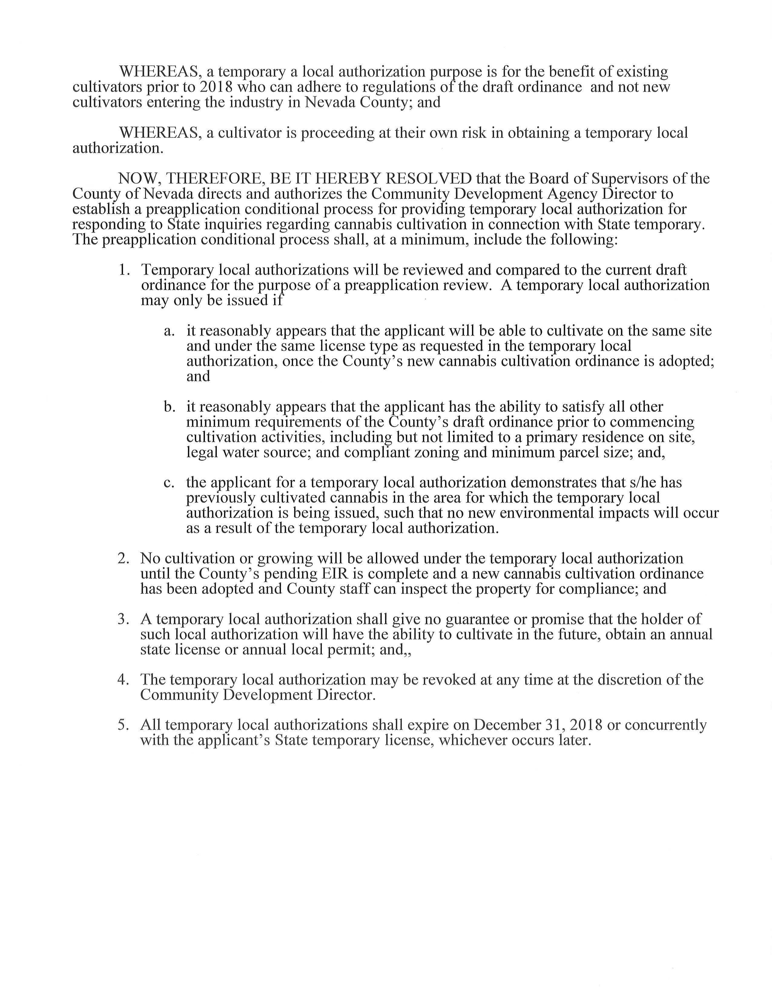 WHEREAS, a temporary a local authorization purpose is for the benefit of existing
cultivators prior to 2018 who can adhere to regulations of the draft ordinance  and not new
cultivators entering the industry in Nevada County; and
WHEREAS, a cultivator is proceeding at their own risk in obtaining a temporary local
authorization.
NOW, THEREFORE, BE IT HEREBY RESOLVED that the Board of Supervisors of the
County of Nevada directs and authorizes the Community Development Agency Director to
establish a preapplication conditional process for providing temporary local authorization for
responding to State inquiries regarding cannabis cultivation in connection with State temporary.
The preapplication conditional process shall, at a minimum, include the following:
1. Temporary local authorizations will be reviewed and compared to the current draft
ordinance for the purpose of a preapplication review.  A temporary local authorization
may only be issued if
a. it reasonably appears that the applicant will be able to cultivate on the same site
and under the same license type as requested in the temporary local
authorization, once the County's new cannabis cultivation ordinance is adopted;
and
b. it reasonably appears that the applicant has the ability to satisfy all other
minimum requirements of the County's draft ordinance prior to commencing
cultivation activities, including but not limited to a primary residence on site,
legal water source; and compliant zoning and minimum parcel size; and,
c. the applicant for a temporary local authorization demonstrates that s/he has
previously cultivated cannabis in the area for which the temporary local
authorization is being issued, such that no new environmental impacts will occur
as a result of the temporary local authorization.
2. No cultivation or growing will be allowed under the temporary local authorization
until the County's pending EIR is complete and a new cannabis cultivation ordinance
has been adopted and County staff can inspect the property for compliance; and
3. A temporary local authorization shall give no guarantee or promise that the holder of
such local authorization will have the ability to cultivate in the future, obtain an annual
state license or annual local permit; and,,
4. The temporary local authorization may be revoked at any time at the discretion of the
Community Development Director.
5. All temporary local authorizations shall expire on December 31, 2018 or concurrently
with the applicant's State temporary license, whichever occurs later.